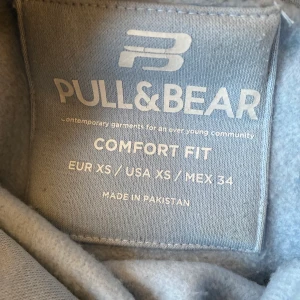 PULL&BEAR
contemporary garments for an ever young community
COMFORT FIT
EUR XS / USA XS / MEX 34
MADE IN PAKISTAN